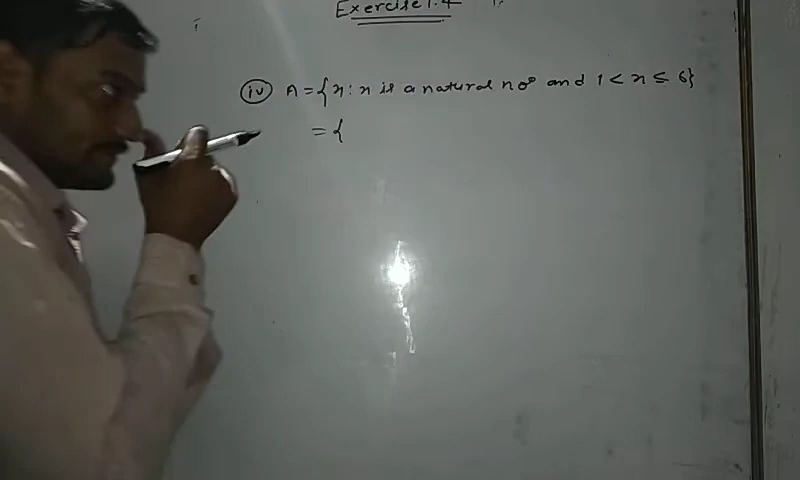 Exercise 1.4
iv A = {x : x is a natural no. and 1 < x ≤ 6}
= {